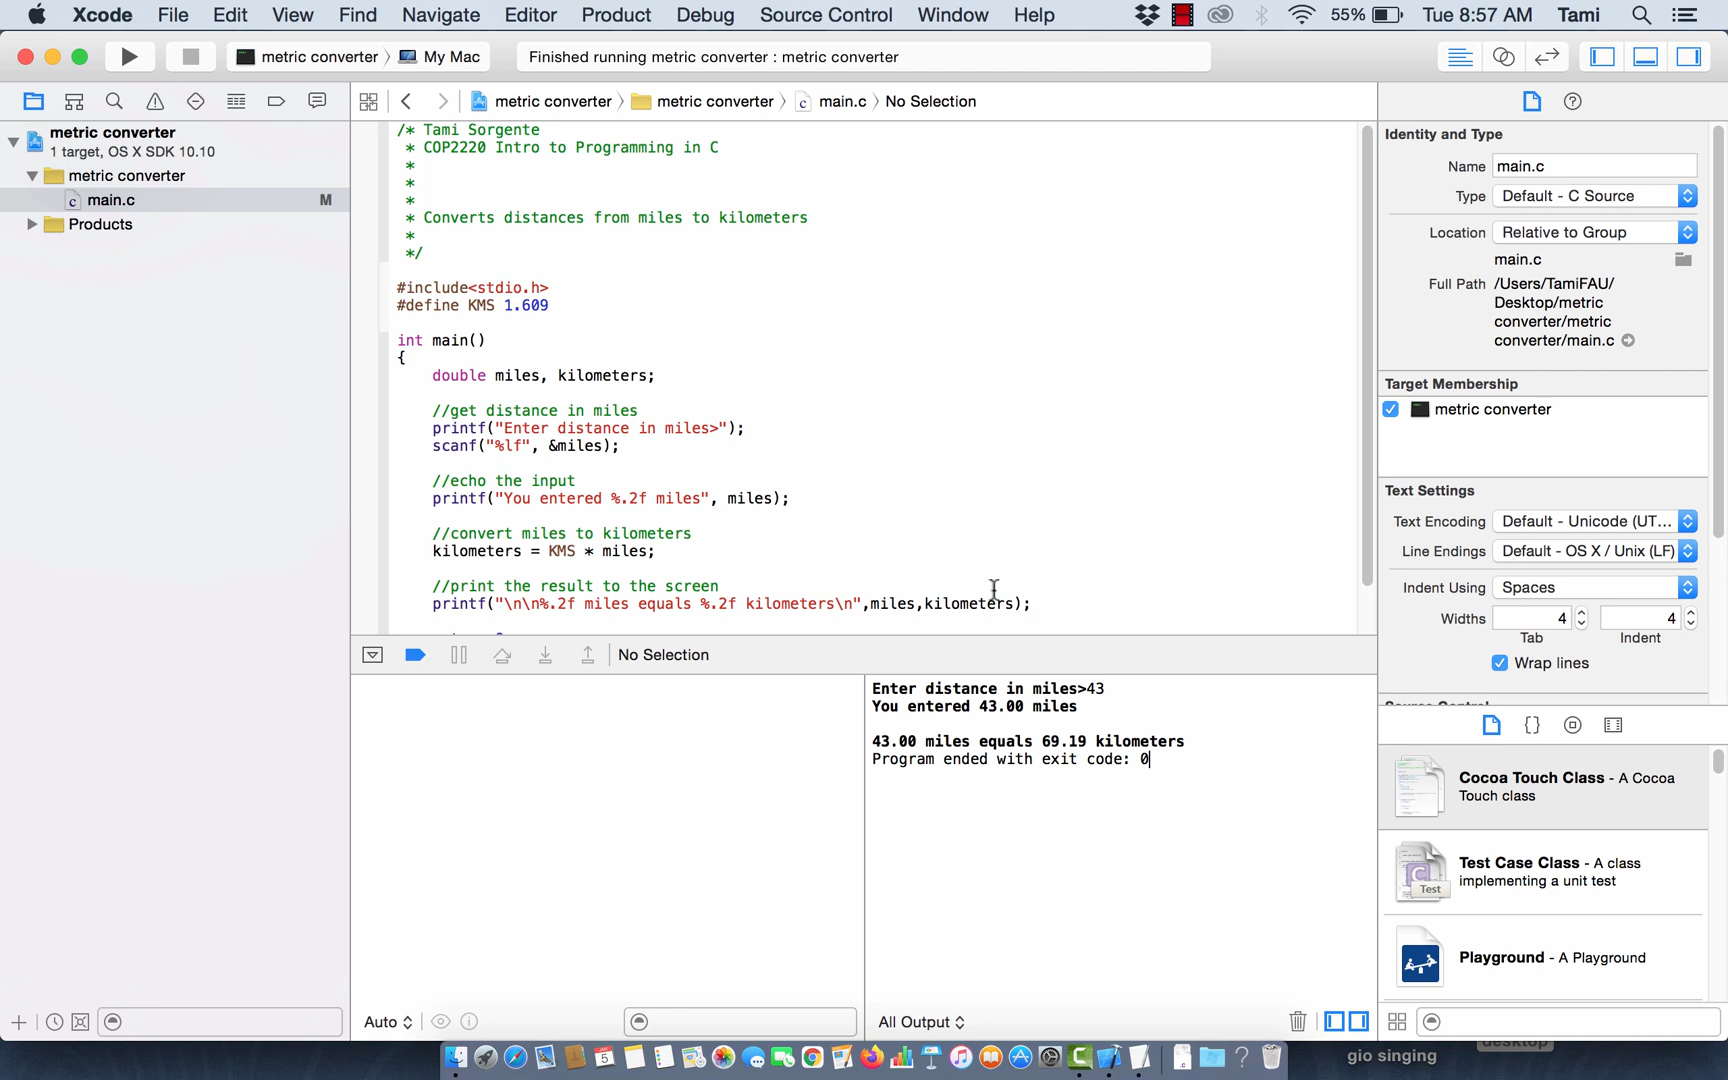 Xcode File Edit View Find Navigate Editor Product Debug Source Control Window Help 55% Tue 8:57 AM Tami
metric converter My Mac
Finished running metric converter : metric converter
metric converter metric converter main.c No Selection
metric converter
1 target, OS X SDK 10.10
metric converter
main.c M
Products
/* Tami Sorgente
* COP2220 Intro to Programming in C
*
*
*
* Converts distances from miles to kilometers
*
*/
#include<stdio.h>
#define KMS 1.609
int main()
{
double miles, kilometers;
//get distance in miles
printf("Enter distance in miles>");
scanf("%lf", &miles);
//echo the input
printf("You entered %.2f miles", miles);
//convert miles to kilometers
kilometers = KMS * miles;
//print the result to the screen
printf("\n\n%.2f miles equals %.2f kilometers\n",miles,kilometers);
No Selection
Enter distance in miles>43
You entered 43.00 miles
43.00 miles equals 69.19 kilometers
Program ended with exit code: 0
Auto
All Output
Identity and Type
Name main.c
Type Default - C Source
Location Relative to Group
main.c
Full Path /Users/TamiFAU/
Desktop/metric
converter/metric
converter/main.c
Target Membership
metric converter
Text Settings
Text Encoding Default - Unicode (UT...
Line Endings Default - OS X / Unix (LF)
Indent Using Spaces
Widths 4 4
Tab Indent
Wrap lines
Source Control
Cocoa Touch Class - A Cocoa
Touch class
Test Case Class - A class
implementing a unit test
Test
Playground - A Playground
5
gio singing
desktop